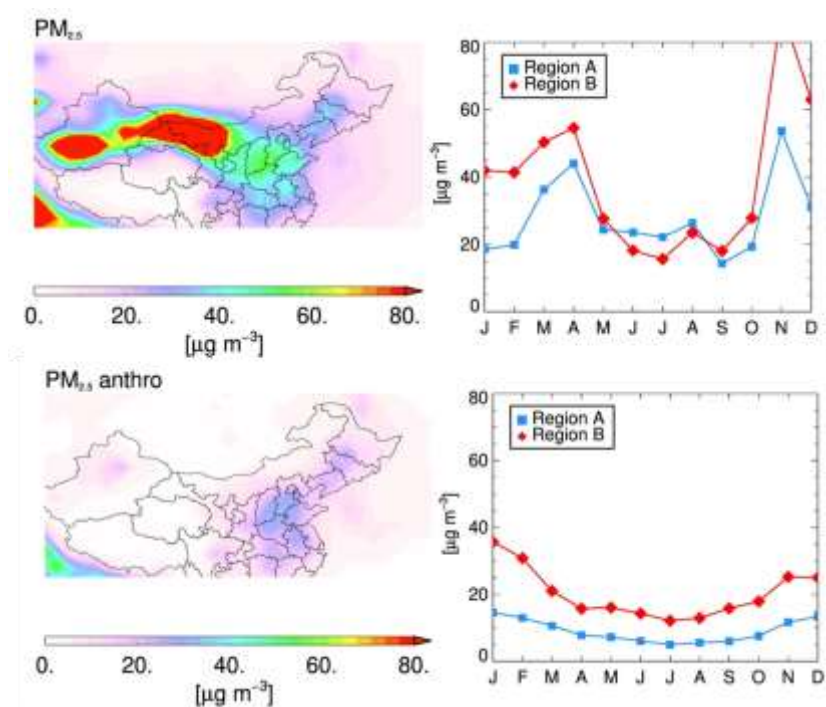 PM2.5
0. 20. 40. 60. 80.
[μg m⁻³]
80
60
40
20
0
[μg m⁻³]
Region A
Region B
J F M A M J J A S O N D
PM2.5 anthro
0. 20. 40. 60. 80.
[μg m⁻³]
80
60
40
20
0
[μg m⁻³]
Region A
Region B
J F M A M J J A S O N D